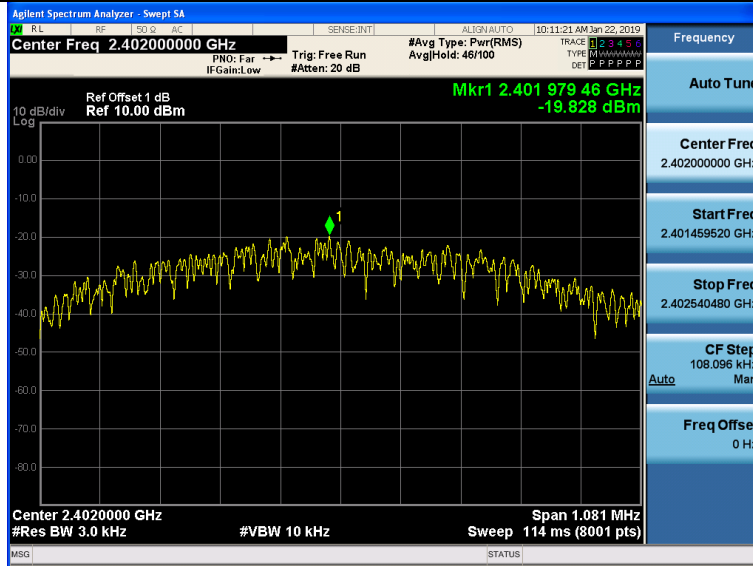 Agilent Spectrum Analyzer - Swept SA
LXI RL RF 50 Ω AC SENSE:INT ALIGN AUTO 10:11:21 AM Jan 22, 2019
Center Freq 2.402000000 GHz
PNO: Far
IFGain:Low
Trig: Free Run
#Atten: 20 dB
#Avg Type: Pwr(RMS)
Avg|Hold: 46/100
TRACE 1 2 3 4 5 6
TYPE M
DET P P P P P P
Ref Offset 1 dB
10 dB/div Ref 10.00 dBm
Log
Mkr1 2.401 979 46 GHz
-19.828 dBm
1
0.00
-10.0
-20.0
-30.0
-40.0
-50.0
-60.0
-70.0
-80.0
Center 2.4020000 GHz Span 1.081 MHz
#Res BW 3.0 kHz #VBW 10 kHz Sweep 114 ms (8001 pts)
MSG STATUS
Frequency
Auto Tune
Center Freq
2.402000000 GHz
Start Freq
2.401459520 GHz
Stop Freq
2.402540480 GHz
CF Step
108.096 kHz
Auto Man
Freq Offset
0 Hz